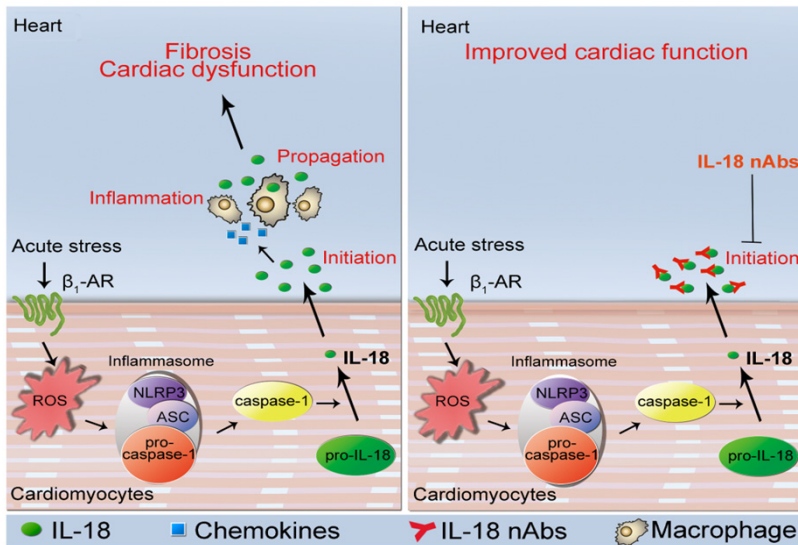 Heart
Fibrosis
Cardiac dysfunction
Propagation
Inflammation
Acute stress
Initiation
β1-AR
IL-18
Inflammasome
ROS
NLRP3
ASC
pro-
caspase-1
caspase-1
pro-IL-18
Cardiomyocytes
Heart
Improved cardiac function
IL-18 nAbs
Acute stress
Initiation
β1-AR
IL-18
Inflammasome
ROS
NLRP3
ASC
pro-
caspase-1
caspase-1
pro-IL-18
Cardiomyocytes
IL-18 Chemokines IL-18 nAbs Macrophage